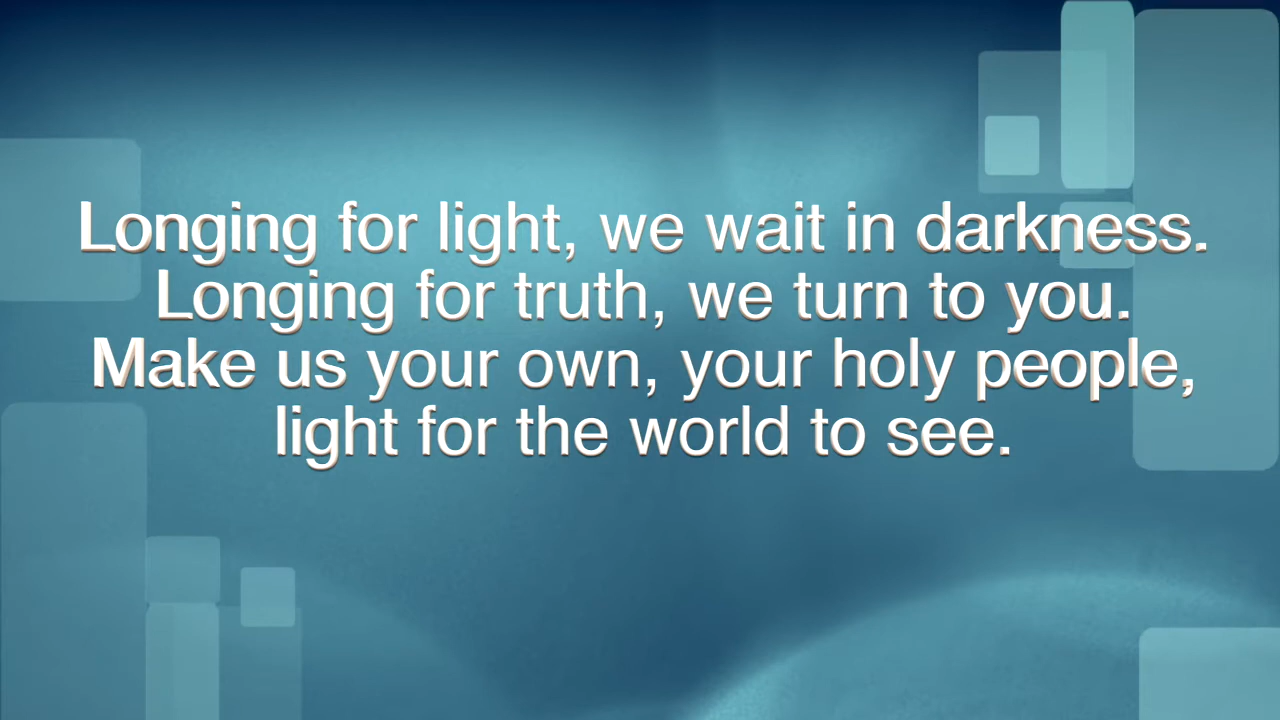 Longing for light, we wait in darkness.
Longing for truth, we turn to you.
Make us your own, your holy people,
light for the world to see.